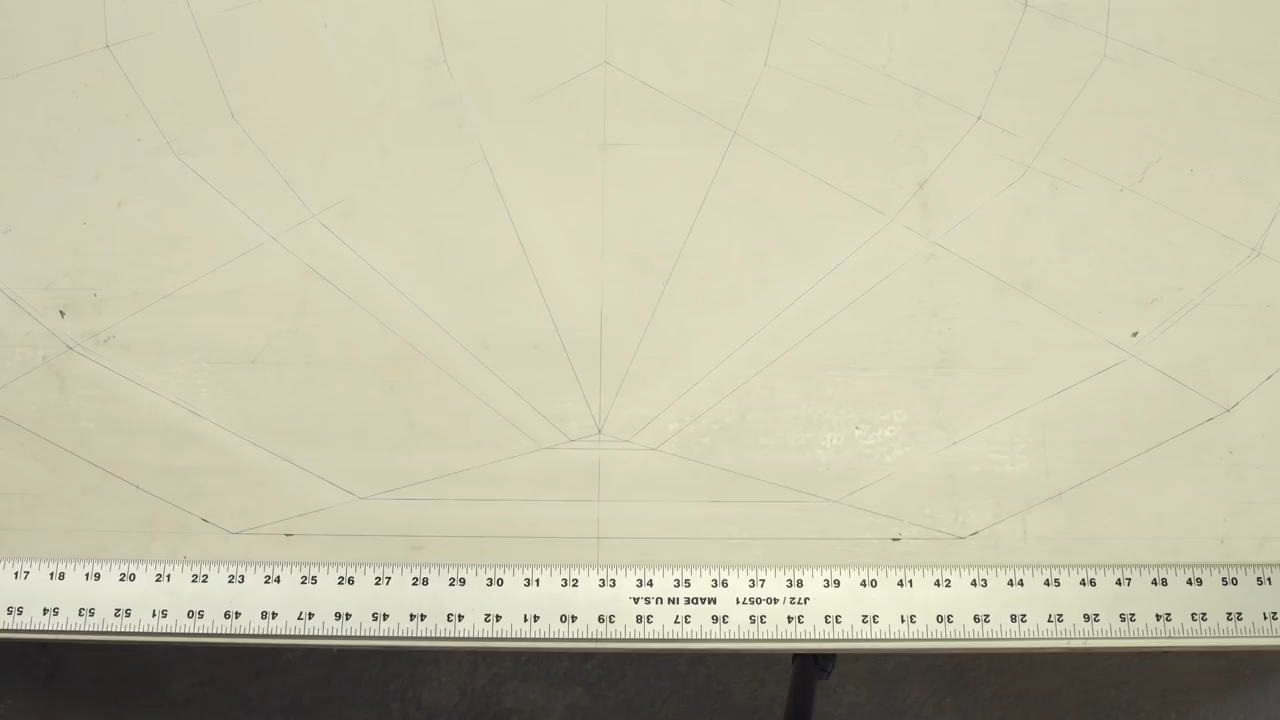 17 18 19 20 21 22 23 24 25 26 27 28 29 30 31 32 33 34 35 36 37 38 39 40 41 42 43 44 45 46 47 48 49 50 51
J72 / 40-0571 MADE IN U.S.A.
21 22 23 24 25 26 27 28 29 30 31 32 33 34 35 36 37 38 39 40 41 42 43 44 45 46 47 48 49 50 51 52 53 54 55